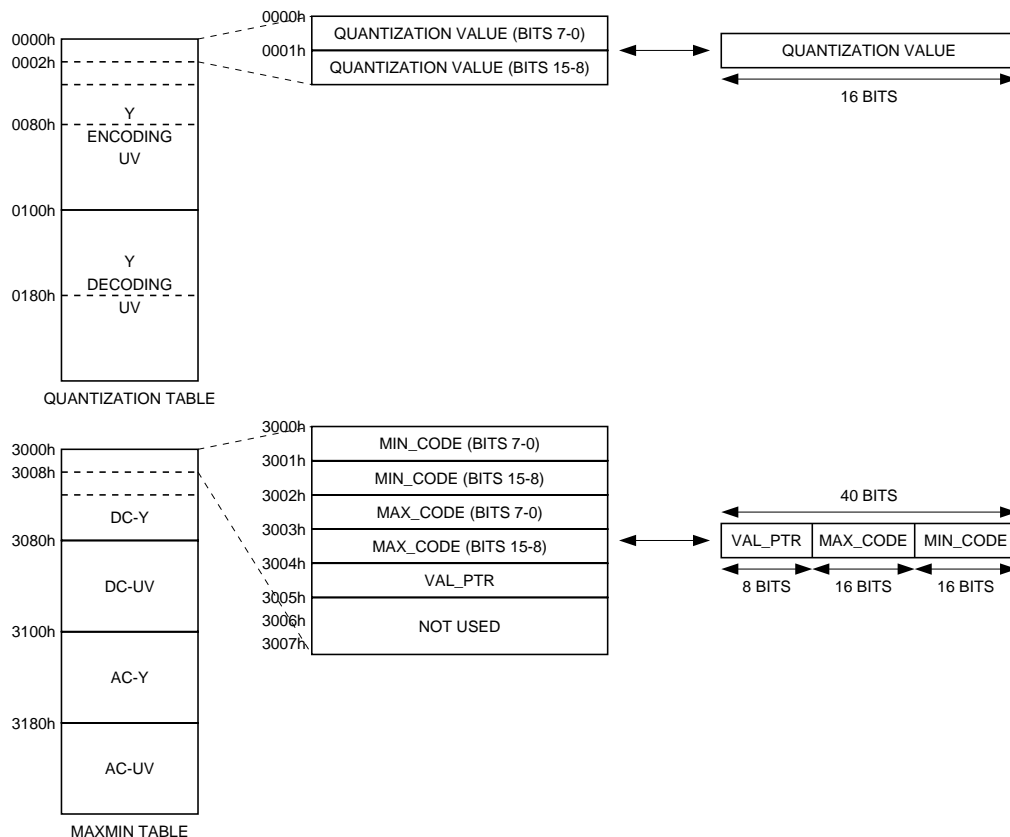 0000h
0002h
Y
0080h
ENCODING
UV
0100h
Y
DECODING
0180h
UV
QUANTIZATION TABLE
0000h
QUANTIZATION VALUE (BITS 7-0)
0001h
QUANTIZATION VALUE (BITS 15-8)
QUANTIZATION VALUE
16 BITS
3000h
3008h
DC-Y
3080h
DC-UV
3100h
AC-Y
3180h
AC-UV
MAXMIN TABLE
3000h
MIN_CODE (BITS 7-0)
3001h
MIN_CODE (BITS 15-8)
3002h
MAX_CODE (BITS 7-0)
3003h
MAX_CODE (BITS 15-8)
3004h
VAL_PTR
3005h
3006h
NOT USED
3007h
40 BITS
VAL_PTR MAX_CODE MIN_CODE
8 BITS 16 BITS 16 BITS